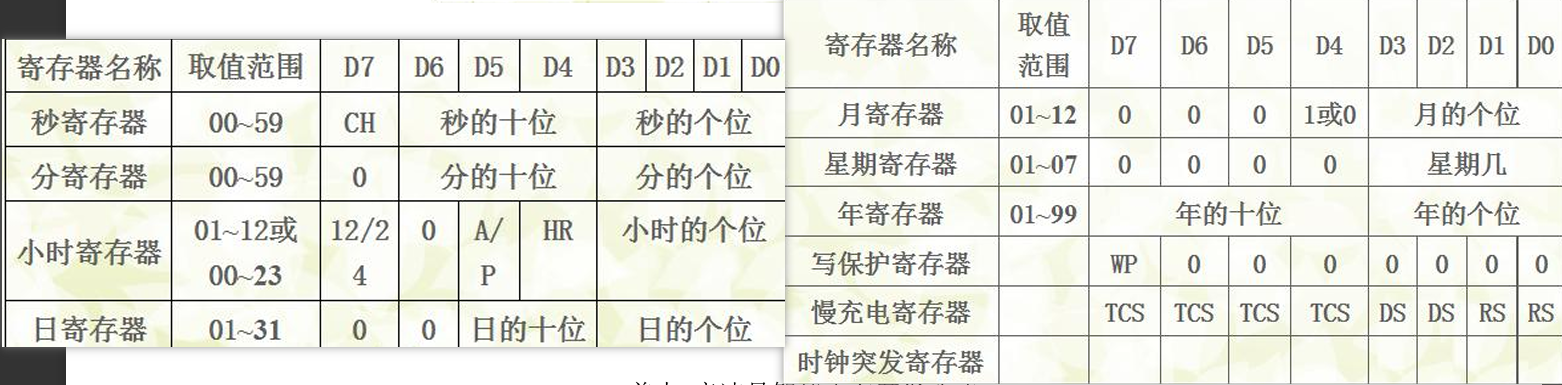 寄存器名称 取值范围 D7 D6 D5 D4 D3 D2 D1 D0
秒寄存器 00~59 CH 秒的十位 秒的个位
分寄存器 00~59 0 分的十位 分的个位
小时寄存器 01~12或00~23 12/24 0 A/P HR 小时的个位
日寄存器 01~31 0 0 日的十位 日的个位
寄存器名称 取值范围 D7 D6 D5 D4 D3 D2 D1 D0
月寄存器 01~12 0 0 0 1或0 月的个位
星期寄存器 01~07 0 0 0 0 星期几
年寄存器 01~99 年的十位 年的个位
写保护寄存器 WP 0 0 0 0 0 0 0
慢充电寄存器 TCS TCS TCS TCS DS DS RS RS
时钟突发寄存器